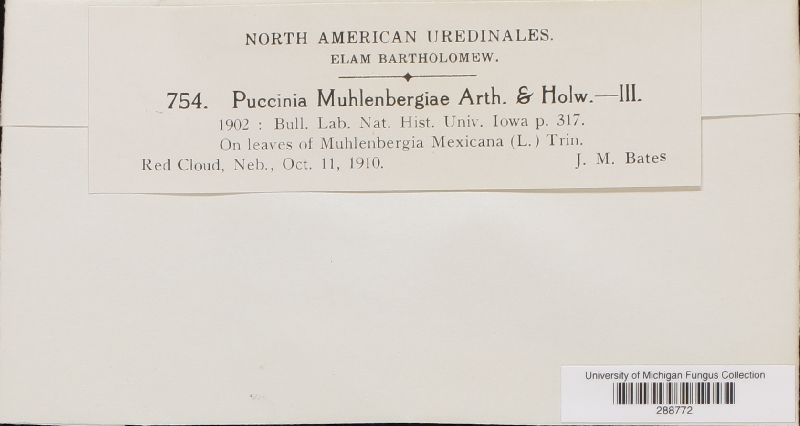 NORTH AMERICAN UREDINALES.
ELAM BARTHOLOMEW.
754. Puccinia Muhlenbergiae Arth. & Holw.—III.
1902 : Bull. Lab. Nat. Hist. Univ. Iowa p. 317.
On leaves of Muhlenbergia Mexicana (L.) Trin.
Red Cloud, Neb., Oct. 11, 1910. J. M. Bates
University of Michigan Fungus Collection
288772